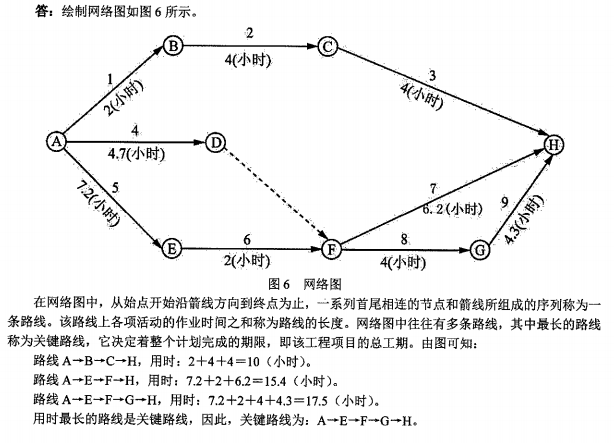 答：绘制网络图如图6所示。
B
2
4(小时)
C
1
2(小时)
3
4(小时)
A
4
4.7(小时)
D
H
5
7.2(小时)
7
6.2(小时)
9
4.3(小时)
E
6
2(小时)
F
8
4(小时)
G
图6 网络图
在网络图中，从始点开始沿箭线方向到终点为止，一系列首尾相连的节点和箭线所组成的序列称为一
条路线。该路线上各项活动的作业时间之和称为路线的长度。网络图中往往有多条路线，其中最长的路线
称为关键路线，它决定着整个计划完成的期限，即该工程项目的总工期。由图可知：
路线 A→B→C→H，用时：2+4+4=10（小时）。
路线 A→E→F→H，用时：7.2+2+6.2=15.4（小时）。
路线 A→E→F→G→H，用时：7.2+2+4+4.3=17.5（小时）。
用时最长的路线是关键路线，因此，关键路线为：A→E→F→G→H。